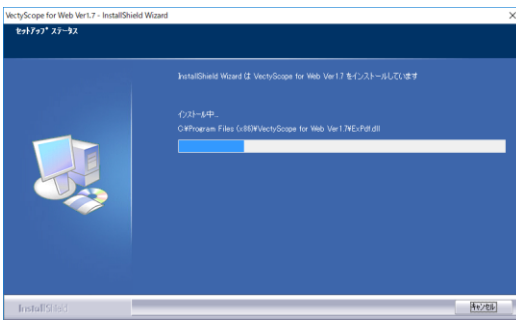 VectyScope for Web Ver1.7 - InstallShield Wizard
セットアップ ステータス
InstallShield Wizard は VectyScope for Web Ver1.7 をインストールしています
インストール中...
C:¥Program Files (x86)¥VectyScope for Web Ver1.7¥ExPdf.dll
InstallShield
キャンセル